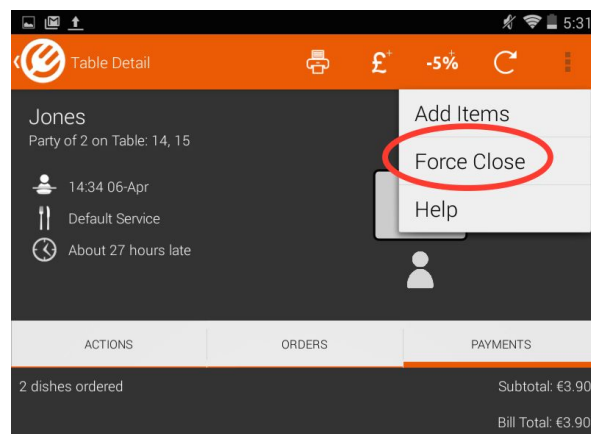 5:31
Table Detail
£+
-5%
Add Items
Force Close
Help
Jones
Party of 2 on Table: 14, 15
14:34 06-Apr
Default Service
About 27 hours late
ACTIONS
ORDERS
PAYMENTS
2 dishes ordered
Subtotal: €3.90
Bill Total: €3.90